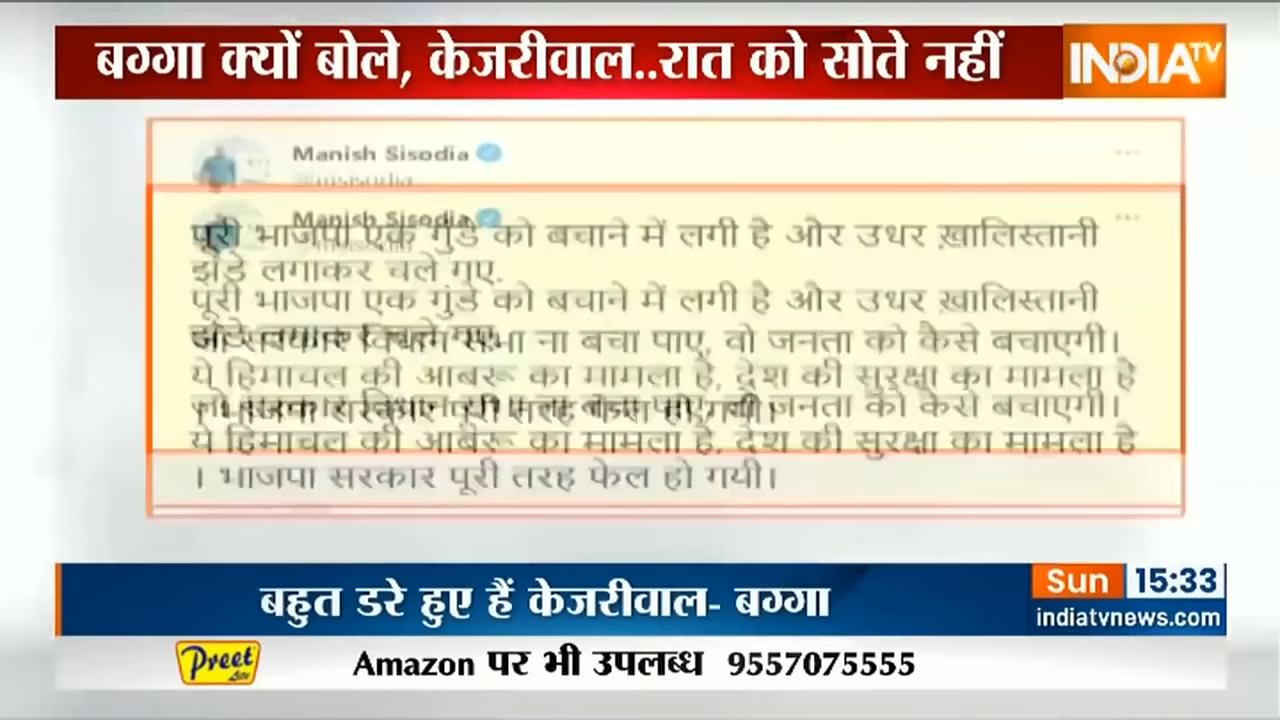 बग्गा क्यों बोले, केजरीवाल..रात को सोते नहीं
INDIA TV
Manish Sisodia
@msisodia
Manish Sisodia
पूरी भाजपा एक गुंडे को बचाने में लगी है और उधर ख़ालिस्तानी
झंडे लगाकर चले गए.
पूरी भाजपा एक गुंडे को बचाने में लगी है और उधर ख़ालिस्तानी
जो सरकार विधान सभा ना बचा पाए, वो जनता को कैसे बचाएगी।
ये हिमाचल की आबरू का मामला है, देश की सुरक्षा का मामला है
जनता को कैसे बचाएगी।
ये हिमाचल की आबरू का मामला है, देश की सुरक्षा का मामला है
। भाजपा सरकार पूरी तरह फेल हो गयी।
बहुत डरे हुए हैं केजरीवाल- बग्गा
Sun 15:33
indiatvnews.com
Preet Lite
Amazon पर भी उपलब्ध 9557075555